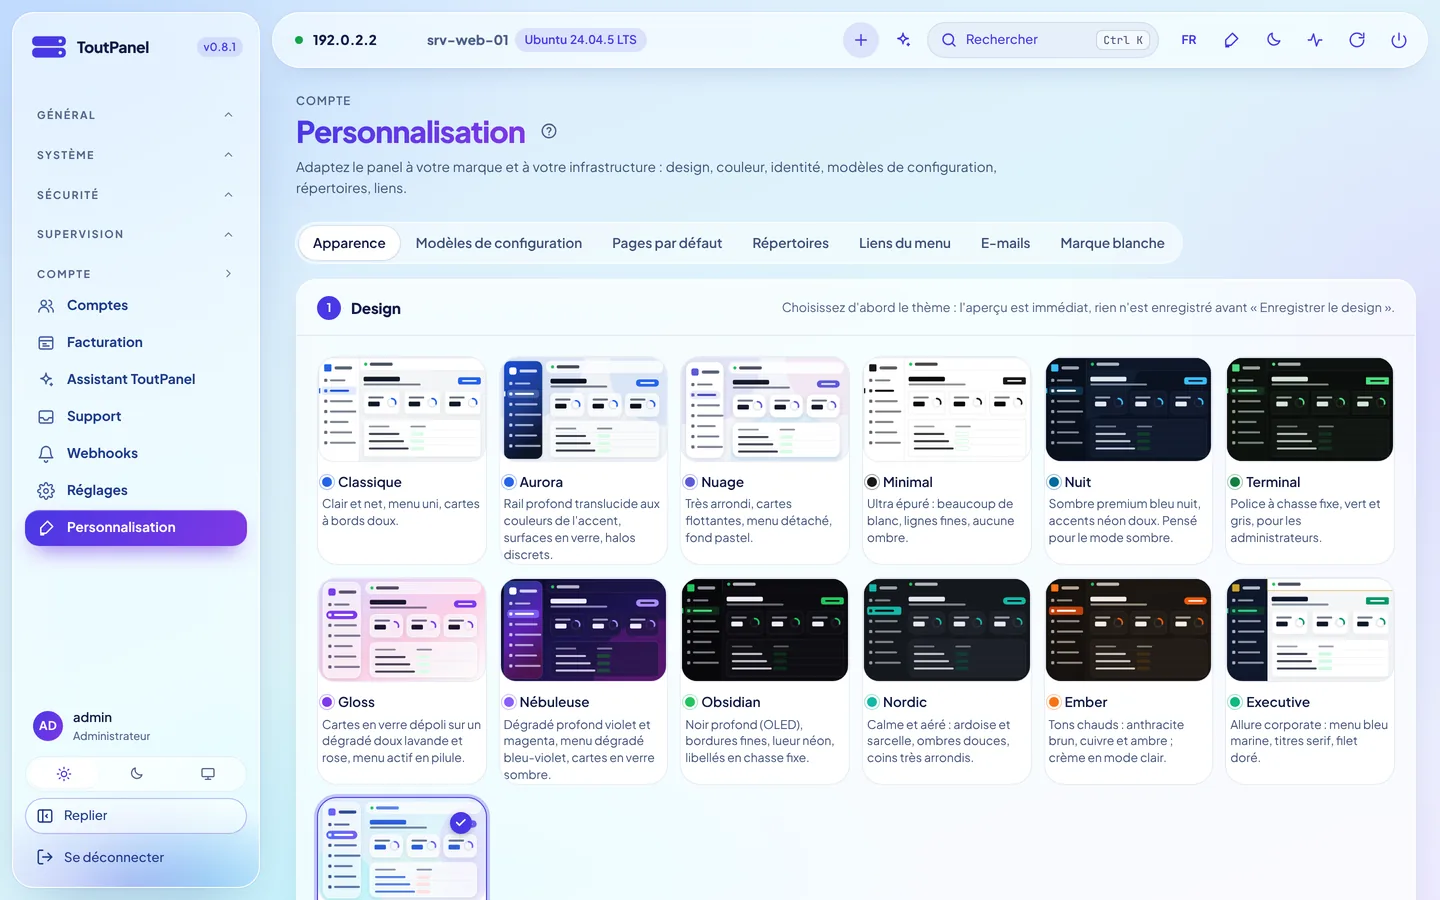 ToutPanel
v0.8.1
GÉNÉRAL
SYSTÈME
SÉCURITÉ
SUPERVISION
COMPTE
Comptes
Facturation
Assistant ToutPanel
Support
Webhooks
Réglages
Personnalisation
AD
admin
Administrateur
Replier
Se déconnecter
192.0.2.2
srv-web-01
Ubuntu 24.04.5 LTS
Rechercher
Ctrl K
FR
COMPTE
Personnalisation
Adaptez le panel à votre marque et à votre infrastructure : design, couleur, identité, modèles de configuration,
répertoires, liens.
Apparence
Modèles de configuration
Pages par défaut
Répertoires
Liens du menu
E-mails
Marque blanche
1
Design
Choisissez d'abord le thème : l'aperçu est immédiat, rien n'est enregistré avant « Enregistrer le design ».
Classique
Clair et net, menu uni, cartes
à bords doux.
Aurora
Rail profond translucide aux
couleurs de l'accent,
surfaces en verre, halos
discrets.
Nuage
Très arrondi, cartes
flottantes, menu détaché,
fond pastel.
Minimal
Ultra épuré : beaucoup de
blanc, lignes fines, aucune
ombre.
Nuit
Sombre premium bleu nuit,
accents néon doux. Pensé
pour le mode sombre.
Terminal
Police à chasse fixe, vert et
gris, pour les
administrateurs.
Gloss
Cartes en verre dépoli sur un
dégradé doux lavande et
rose, menu actif en pilule.
Nébuleuse
Dégradé profond violet et
magenta, menu dégradé
bleu-violet, cartes en verre
sombre.
Obsidian
Noir profond (OLED),
bordures fines, lueur néon,
libellés en chasse fixe.
Nordic
Calme et aéré : ardoise et
sarcelle, ombres douces,
coins très arrondis.
Ember
Tons chauds : anthracite
brun, cuivre et ambre ;
crème en mode clair.
Executive
Allure corporate : menu bleu
marine, titres serif, filet
doré.